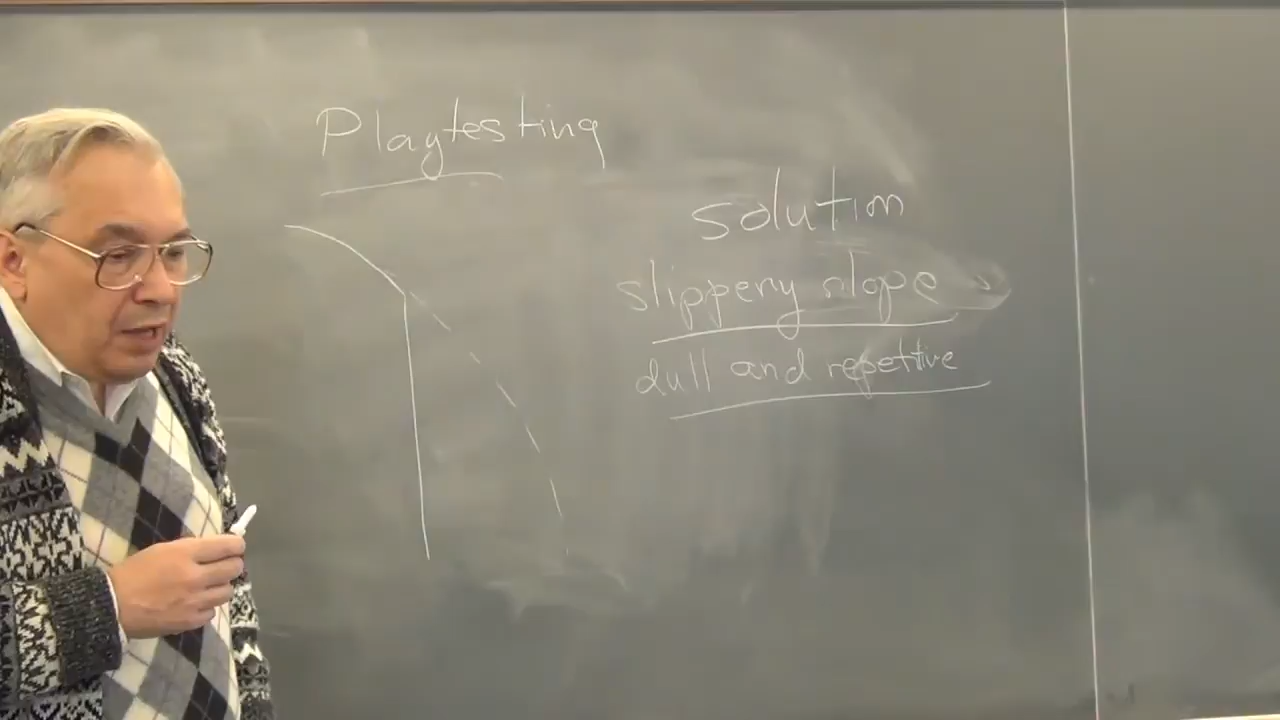 Playtesting
solution
slippery slope
dull and repetitive